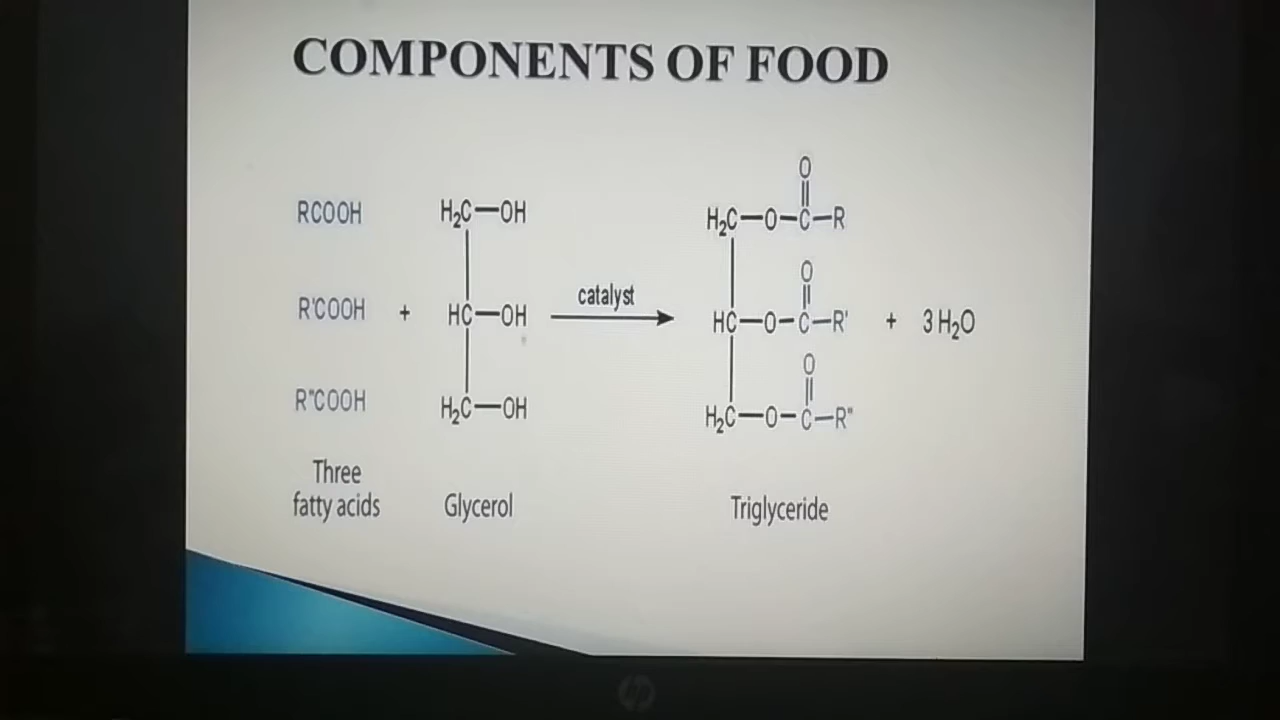 COMPONENTS OF FOOD
RCOOH
R'COOH
R"COOH
+
H₂C—OH
HC—OH
H₂C—OH
catalyst
O
H₂C—O—C—R
O
HC—O—C—R'
O
H₂C—O—C—R"
+ 3 H₂O
Three
fatty acids
Glycerol
Triglyceride
hp